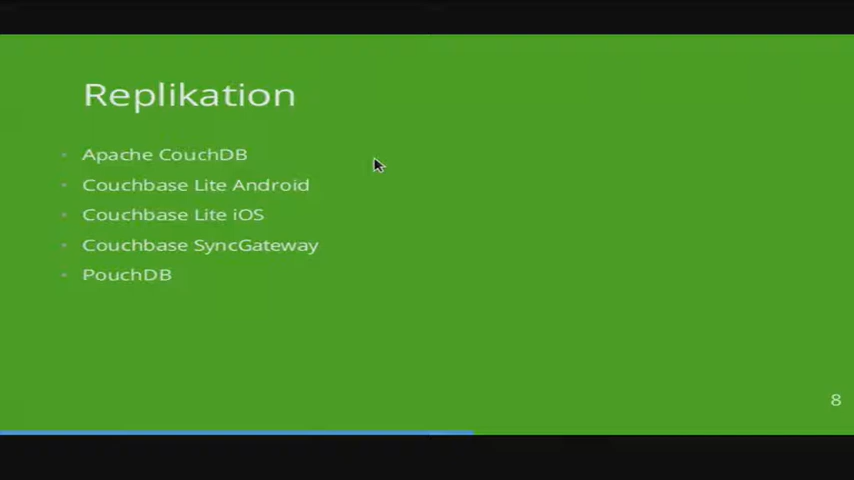 Replikation
Apache CouchDB
Couchbase Lite Android
Couchbase Lite iOS
Couchbase SyncGateway
PouchDB
8